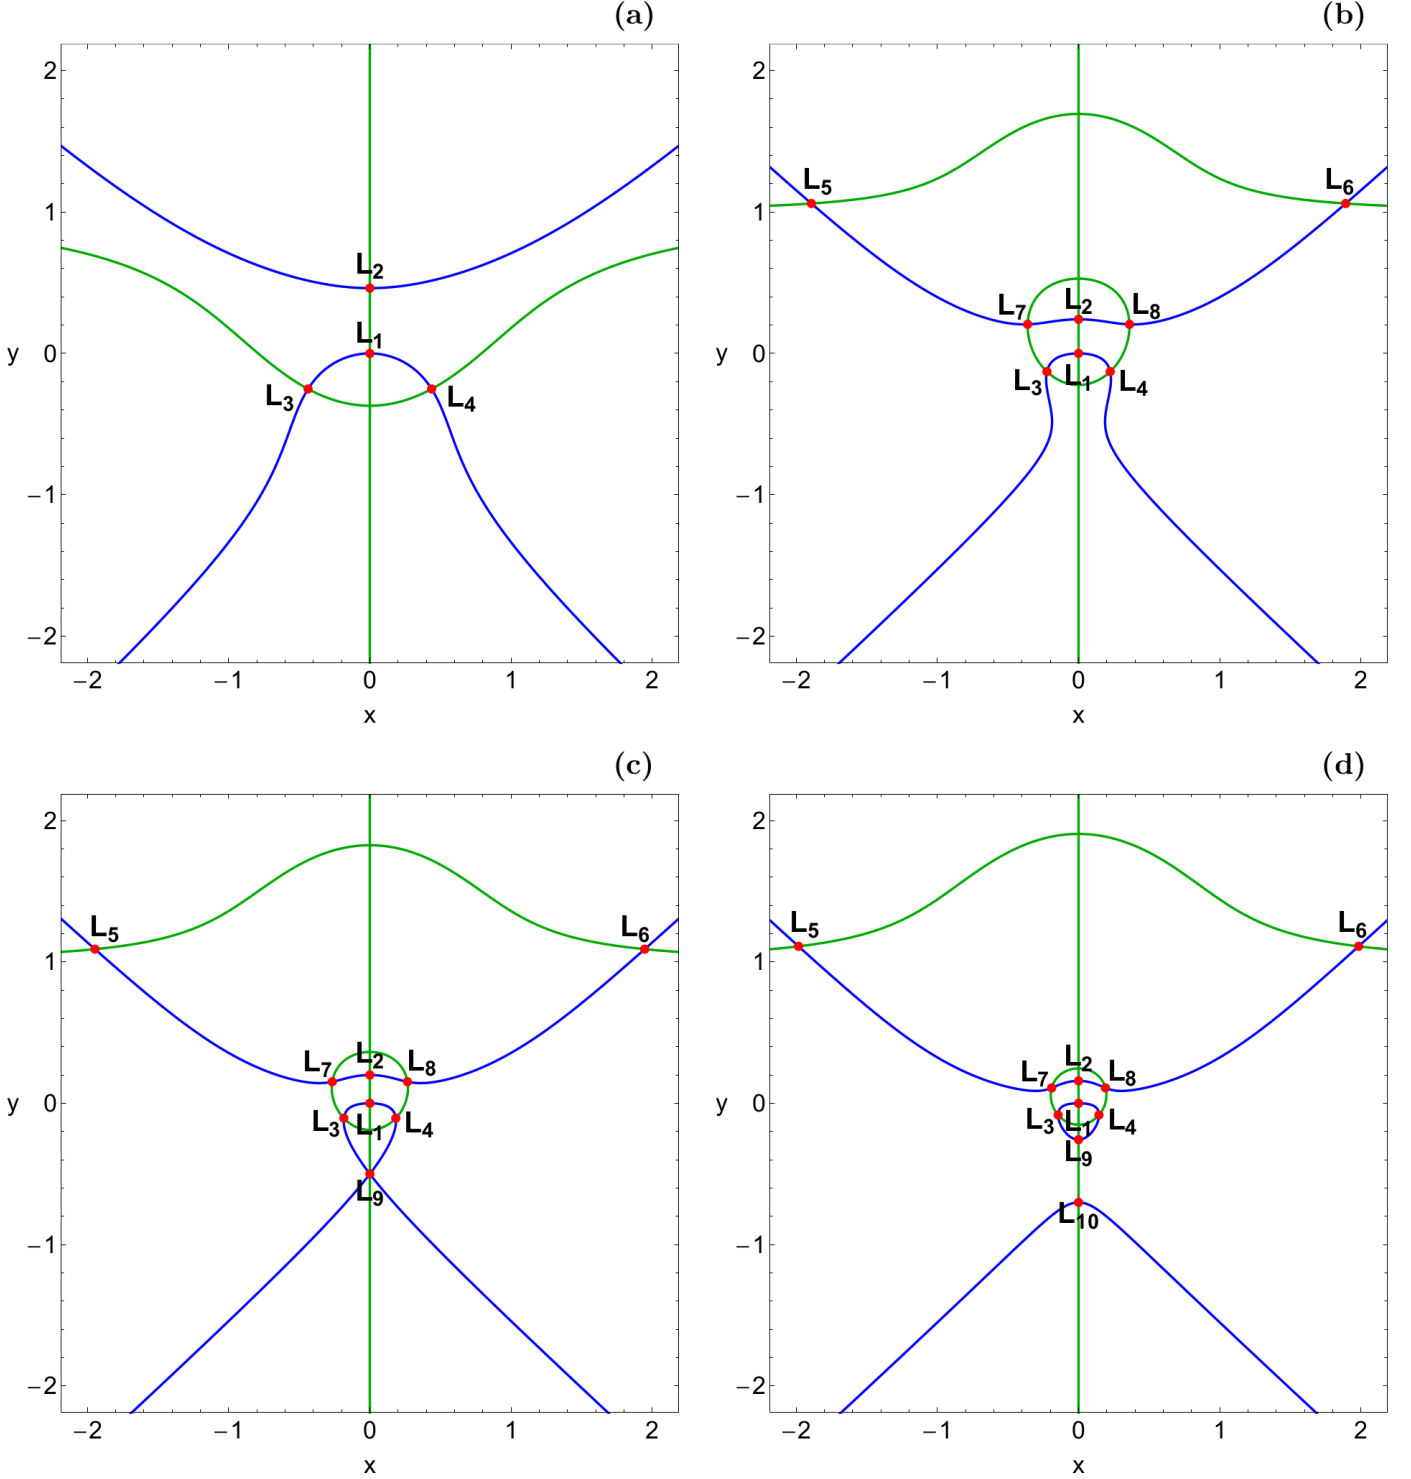 (a) (b)
2 2
L5 L6
1 1
L2
L7 L2 L8
L1
y 0 y 0
L3 L4 L3 L1 L4
−1 −1
−2 −2
−2 −1 0 1 2 −2 −1 0 1 2
x x
(c) (d)
2 2
L5 L6 L5 L6
1 1
L7 L2 L8 L7 L2 L8
y 0 y 0
L3 L1 L4 L3 L1 L4
L9
L9
L10
−1 −1
−2 −2
−2 −1 0 1 2 −2 −1 0 1 2
x x